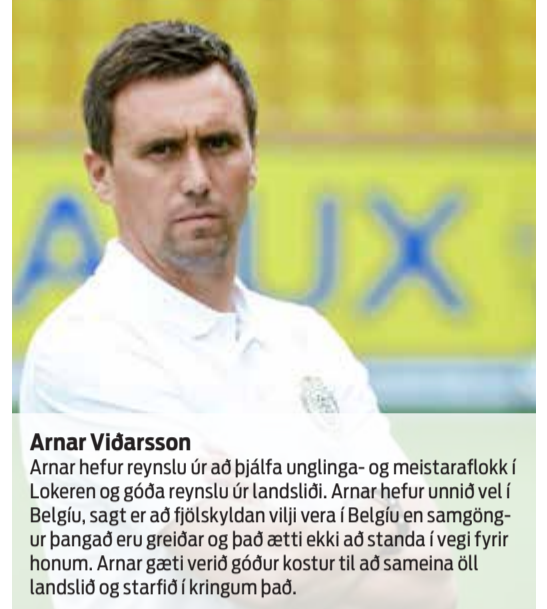 AUX
Arnar Viðarsson
Arnar hefur reynslu úr að þjálfa unglinga- og meistaraflokk í
Lokeren og góða reynslu úr landsliði. Arnar hefur unnið vel í
Belgíu, sagt er að fjölskyldan vilji vera í Belgíu en samgöng-
ur þangað eru greiðar og það ætti ekki að standa í vegi fyrir
honum. Arnar gæti verið góður kostur til að sameina öll
landslið og starfið í kringum það.